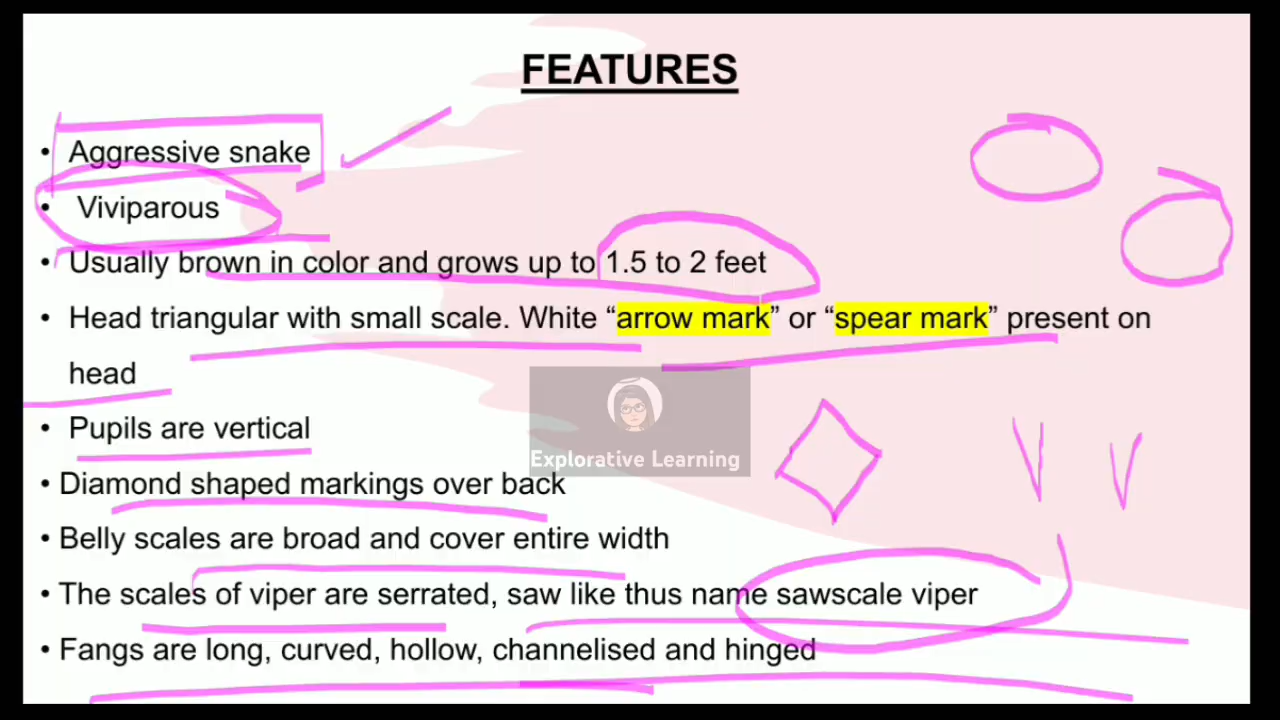 FEATURES
• Aggressive snake
• Viviparous
• Usually brown in color and grows up to 1.5 to 2 feet
• Head triangular with small scale. White “arrow mark” or “spear mark” present on
head
• Pupils are vertical
Explorative Learning
• Diamond shaped markings over back
• Belly scales are broad and cover entire width
• The scales of viper are serrated, saw like thus name sawscale viper
• Fangs are long, curved, hollow, channelised and hinged